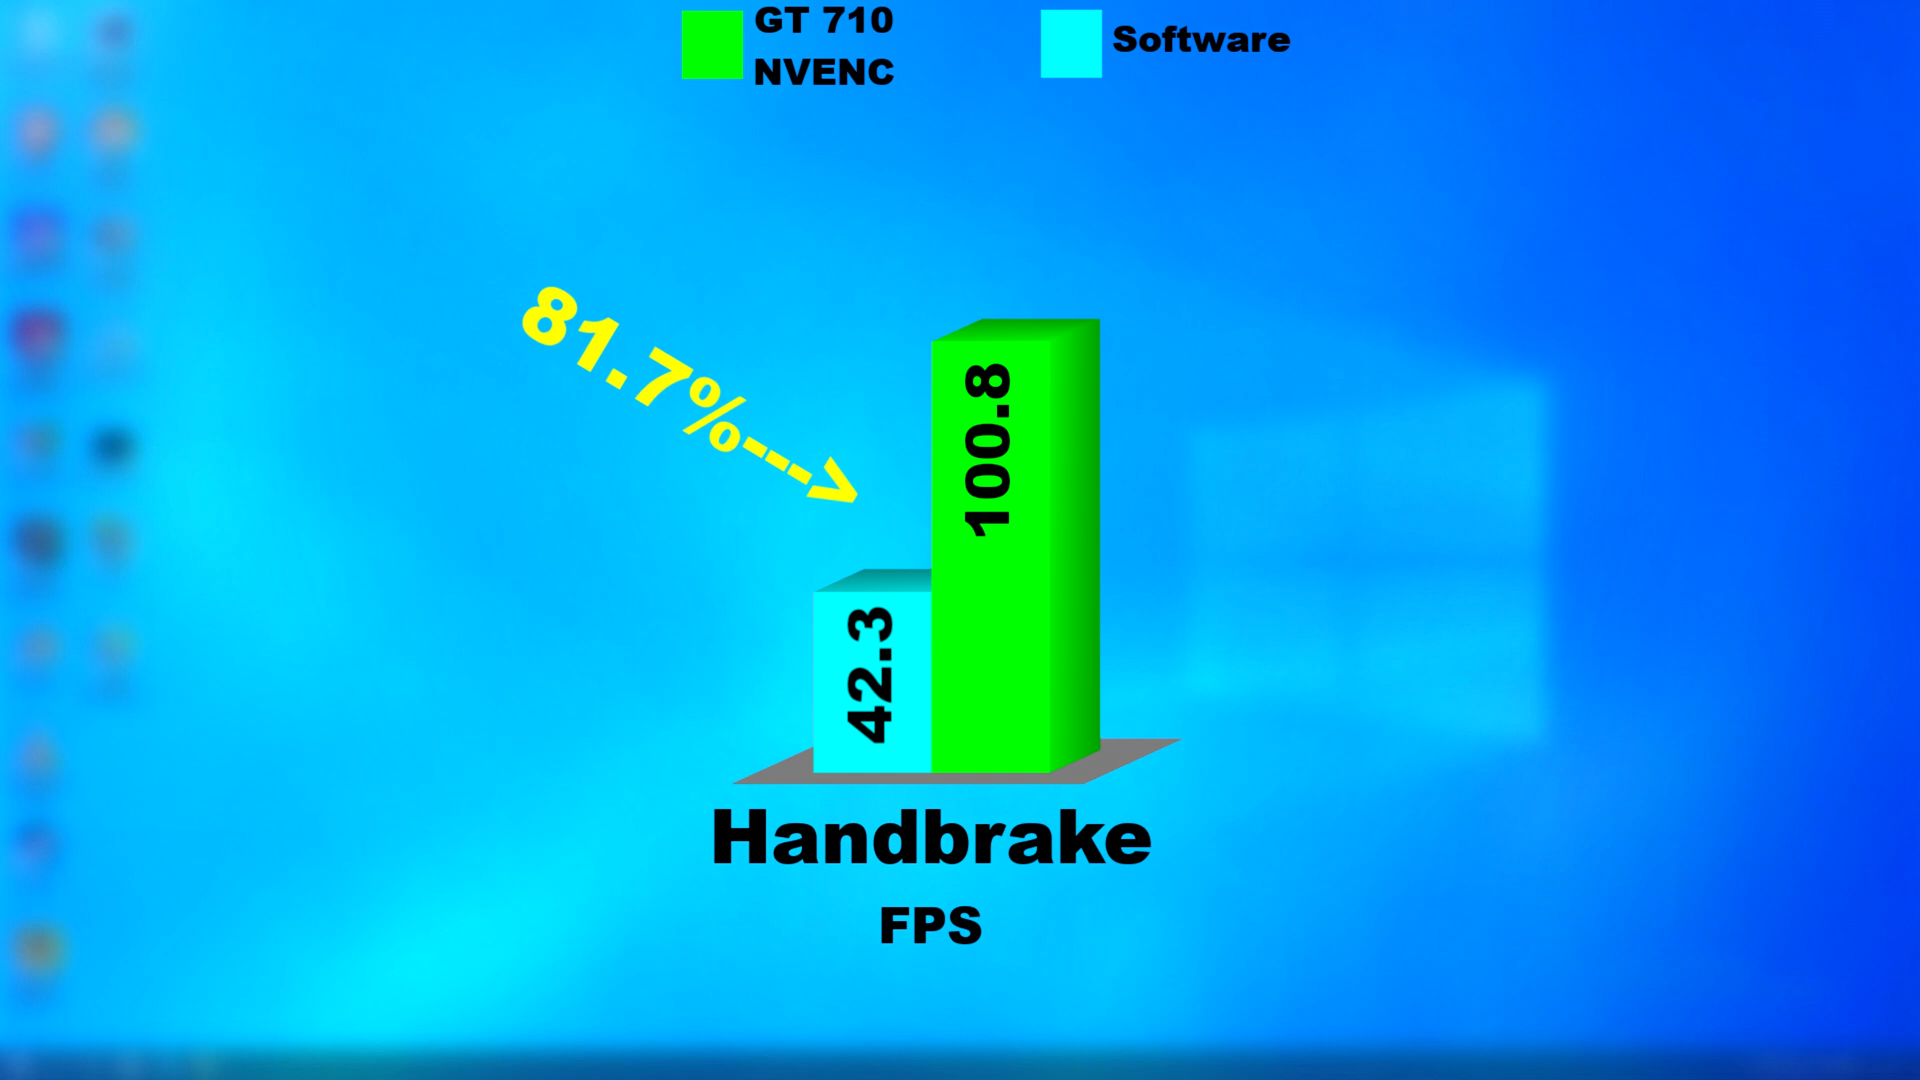 GT 710
NVENC
Software
81.7%--->
100.8
42.3
Handbrake
FPS